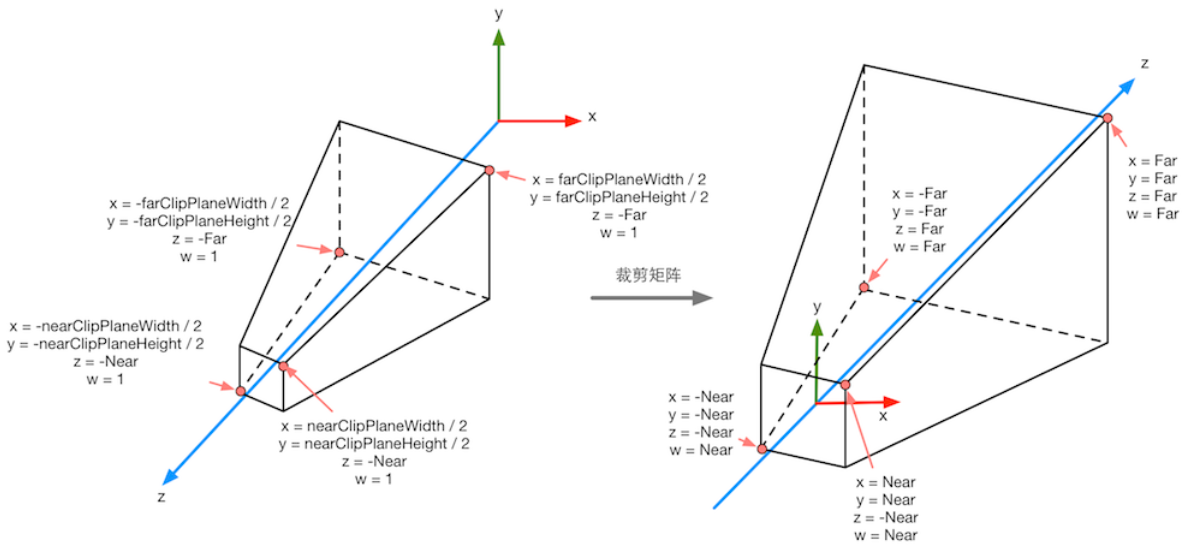 y
x
x = farClipPlaneWidth / 2
y = farClipPlaneHeight / 2
z = -Far
w = 1
x = -farClipPlaneWidth / 2
y = -farClipPlaneHeight / 2
z = -Far
w = 1
x = -nearClipPlaneWidth / 2
y = -nearClipPlaneHeight / 2
z = -Near
w = 1
x = nearClipPlaneWidth / 2
y = nearClipPlaneHeight / 2
z = -Near
w = 1
z
裁剪矩阵
z
x = Far
y = Far
z = Far
w = Far
x = -Far
y = -Far
z = Far
w = Far
y
x
x = -Near
y = -Near
z = -Near
w = Near
x = Near
y = Near
z = -Near
w = Near